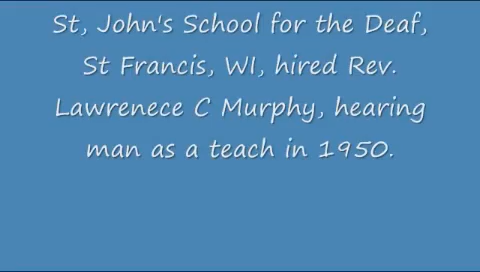 St, John's School for the Deaf,
St Francis, WI, hired Rev.
Lawrenece C Murphy, hearing
man as a teach in 1950.